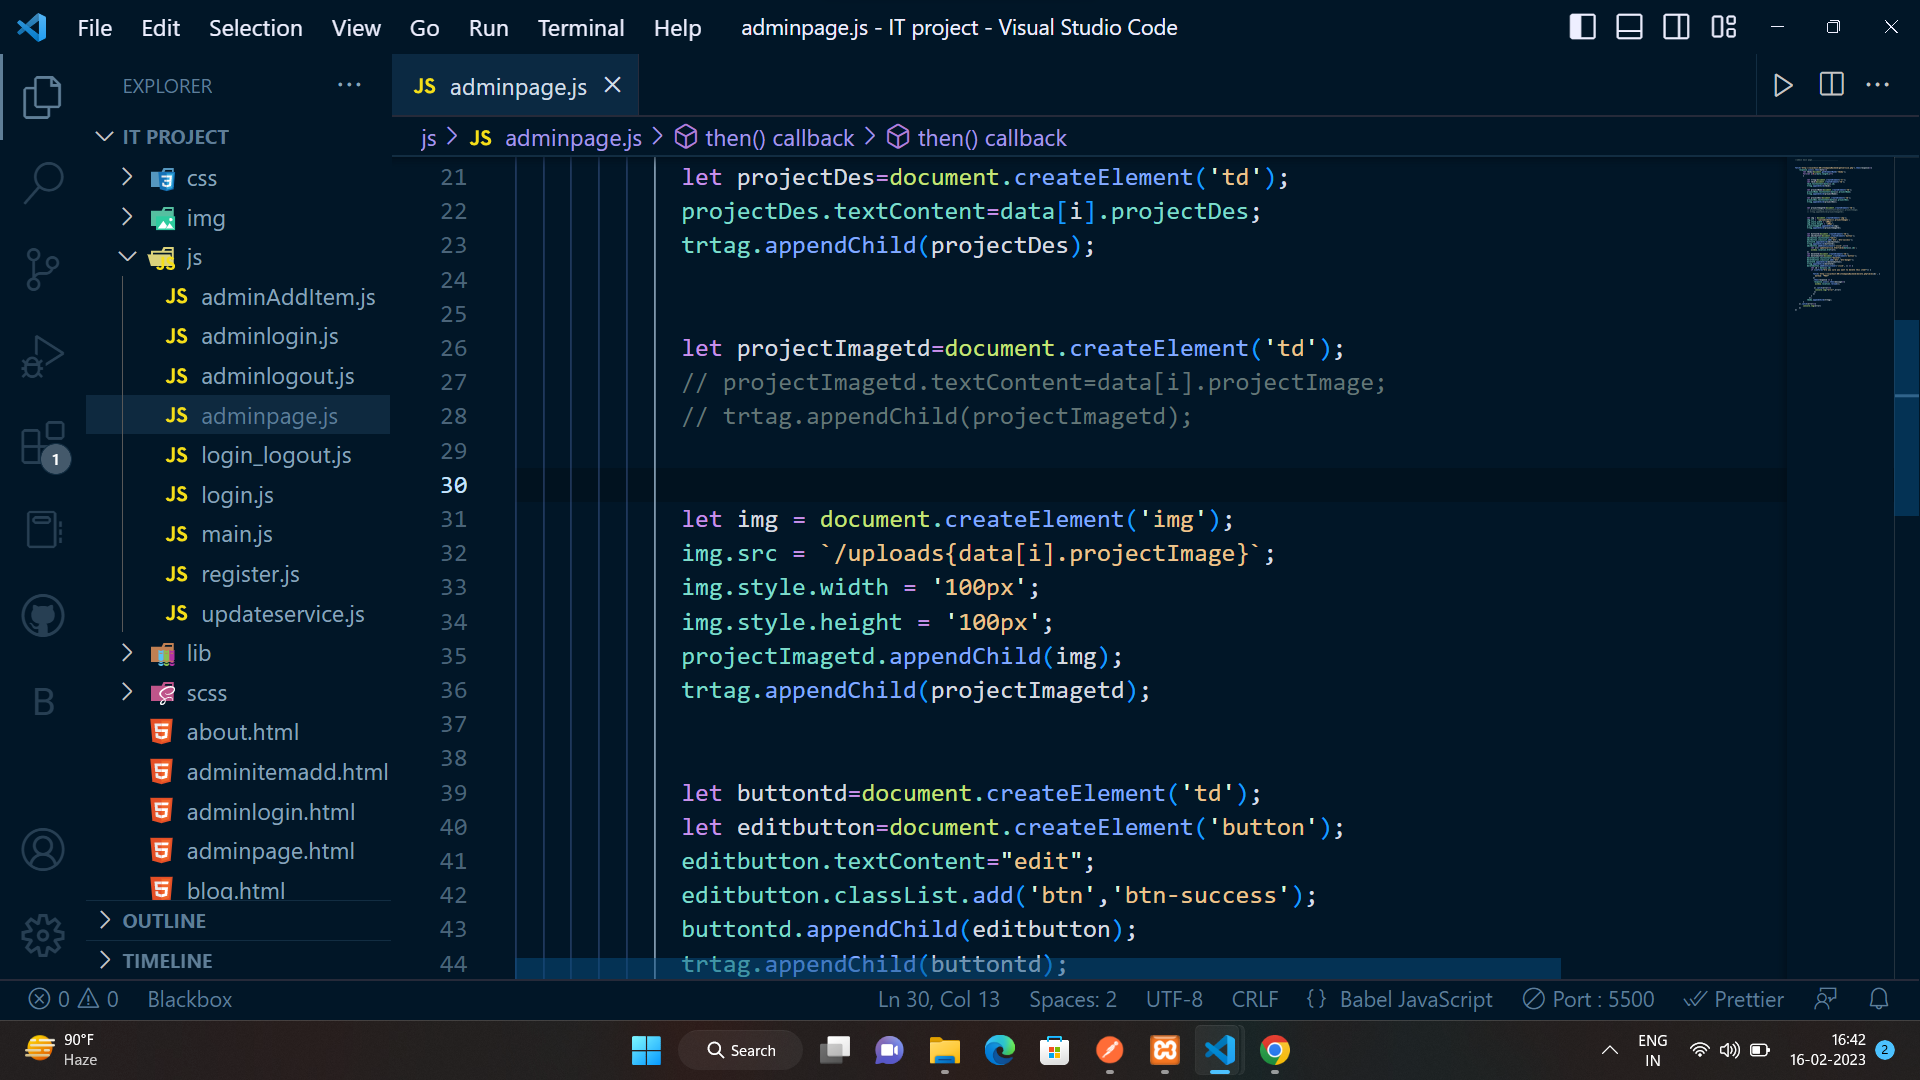 File Edit Selection View Go Run Terminal Help adminpage.js - IT project - Visual Studio Code
EXPLORER
IT PROJECT
css
img
js
JS adminAddItem.js
JS adminlogin.js
JS adminlogout.js
JS adminpage.js
JS login_logout.js
JS login.js
JS main.js
JS register.js
JS updateservice.js
lib
scss
about.html
adminitemadd.html
adminlogin.html
adminpage.html
blog.html
OUTLINE
TIMELINE
1
B
JS adminpage.js
js > JS adminpage.js > then() callback > then() callback
21 let projectDes=document.createElement('td');
22 projectDes.textContent=data[i].projectDes;
23 trtag.appendChild(projectDes);
24
25
26 let projectImagetd=document.createElement('td');
27 // projectImagetd.textContent=data[i].projectImage;
28 // trtag.appendChild(projectImagetd);
29
30
31 let img = document.createElement('img');
32 img.src = `/uploads{data[i].projectImage}`;
33 img.style.width = '100px';
34 img.style.height = '100px';
35 projectImagetd.appendChild(img);
36 trtag.appendChild(projectImagetd);
37
38
39 let buttontd=document.createElement('td');
40 let editbutton=document.createElement('button');
41 editbutton.textContent="edit";
42 editbutton.classList.add('btn','btn-success');
43 buttontd.appendChild(editbutton);
44 trtag.appendChild(buttontd);
0 0 Blackbox Ln 30, Col 13 Spaces: 2 UTF-8 CRLF {} Babel JavaScript Port : 5500 Prettier
90°F
Haze
Search
ENG
IN
16:42
16-02-2023
2